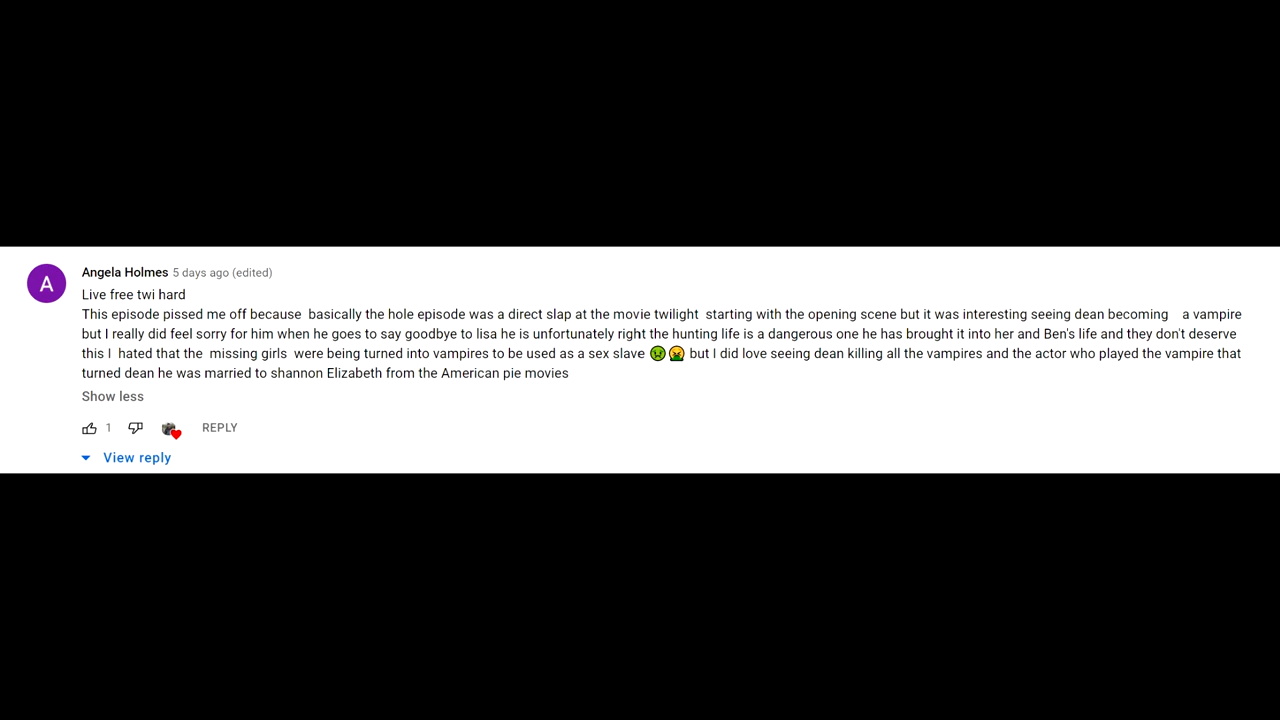 A
Angela Holmes 5 days ago (edited)
Live free twi hard
This episode pissed me off because basically the hole episode was a direct slap at the movie twilight starting with the opening scene but it was interesting seeing dean becoming a vampire
but I really did feel sorry for him when he goes to say goodbye to lisa he is unfortunately right the hunting life is a dangerous one he has brought it into her and Ben's life and they don't deserve
this I hated that the missing girls were being turned into vampires to be used as a sex slave 🤢🤮 but I did love seeing dean killing all the vampires and the actor who played the vampire that
turned dean he was married to shannon Elizabeth from the American pie movies
Show less
1 REPLY
View reply